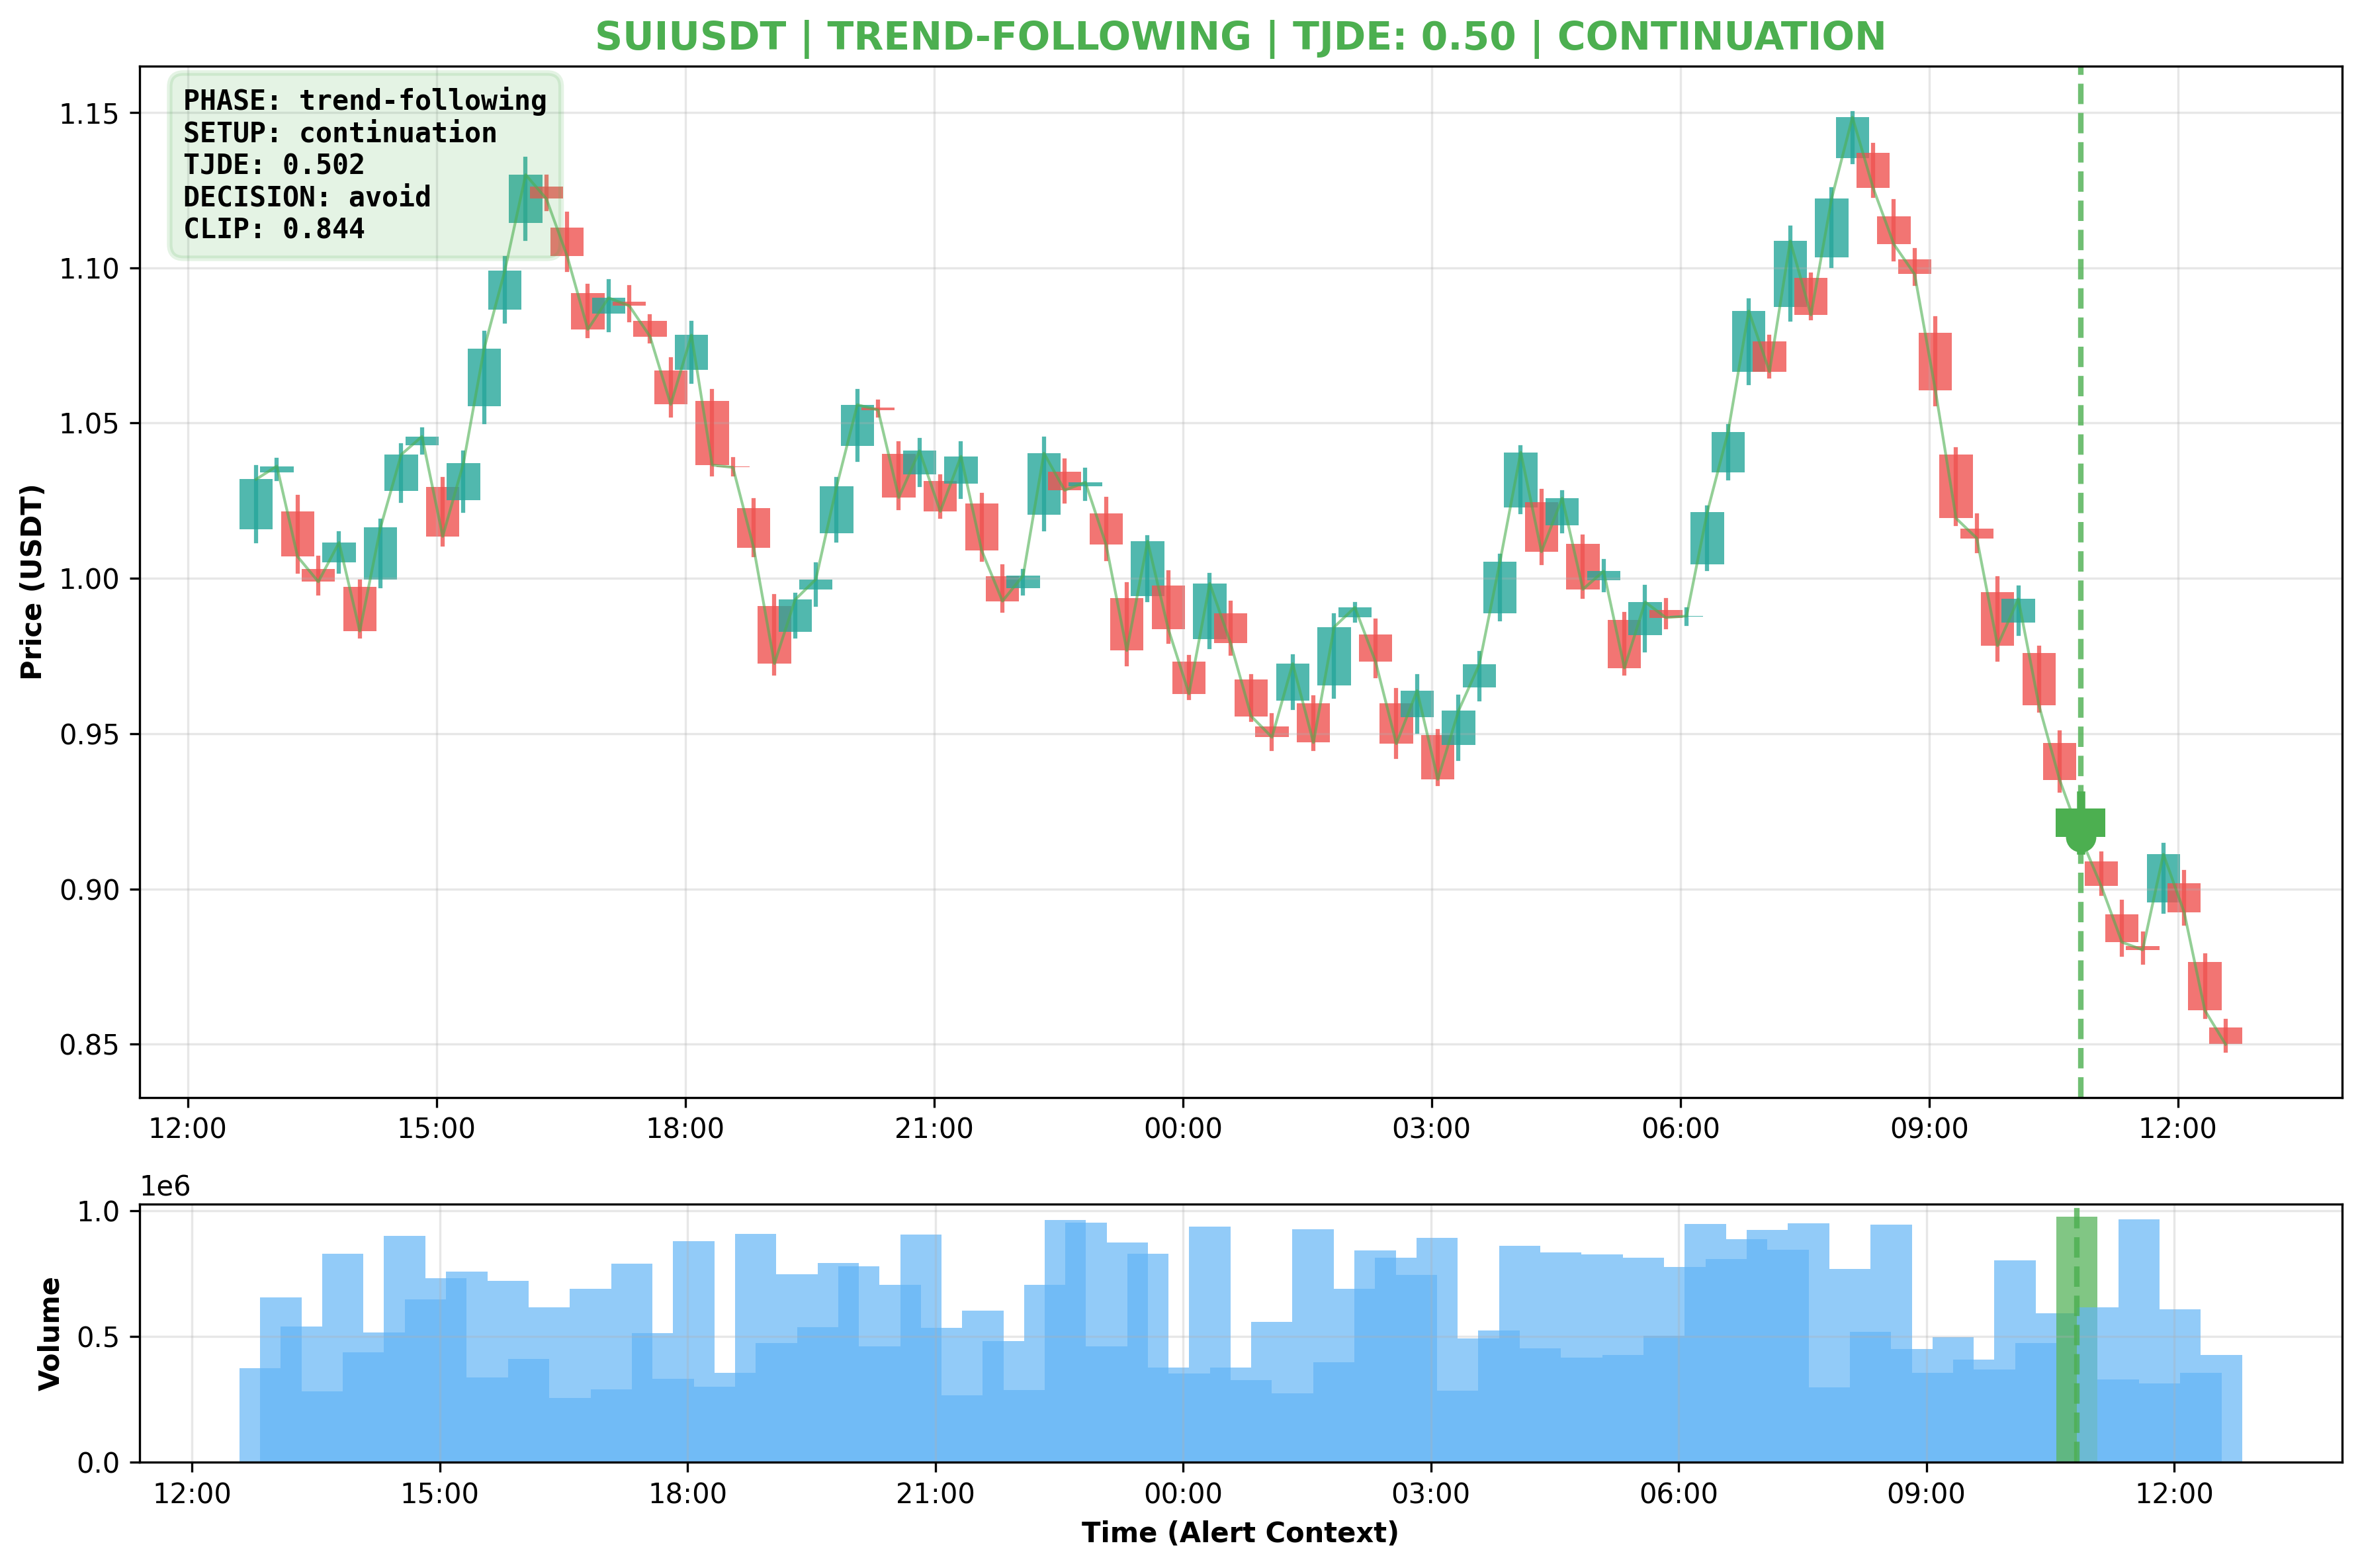 SUIUSDT | TREND-FOLLOWING | TJDE: 0.50 | CONTINUATION
PHASE: trend-following
SETUP: continuation
TJDE: 0.502
DECISION: avoid
CLIP: 0.844
Price (USDT)
1.15
1.10
1.05
1.00
0.95
0.90
0.85
12:00 15:00 18:00 21:00 00:00 03:00 06:00 09:00 12:00
1e6
Volume
1.0
0.5
0.0
12:00 15:00 18:00 21:00 00:00 03:00 06:00 09:00 12:00
Time (Alert Context)